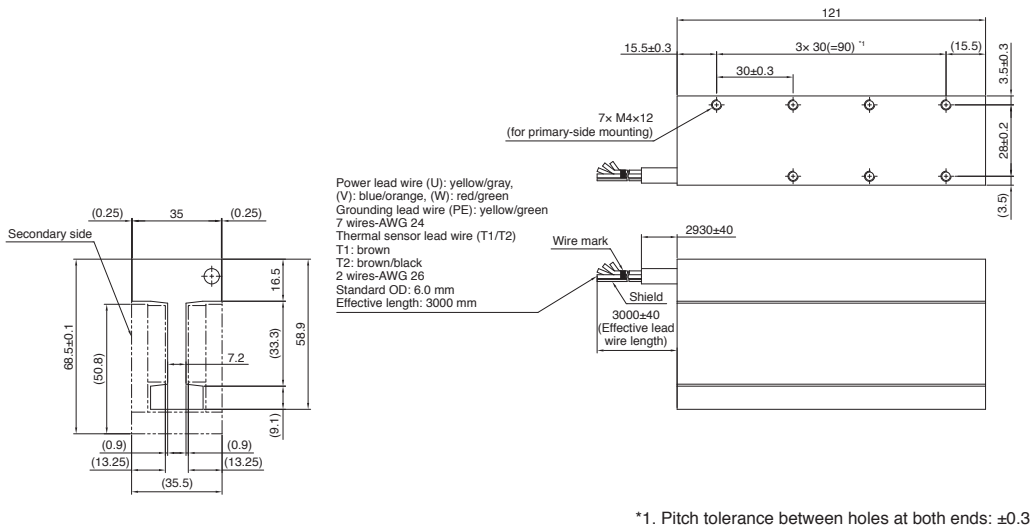 121
15.5±0.3
3× 30(=90) *1
(15.5)
30±0.3
3.5±0.3
7× M4×12
(for primary-side mounting)
28±0.2
(3.5)
Power lead wire (U): yellow/gray,
(V): blue/orange, (W): red/green
Grounding lead wire (PE): yellow/green
7 wires-AWG 24
Thermal sensor lead wire (T1/T2)
T1: brown
T2: brown/black
2 wires-AWG 26
Standard OD: 6.0 mm
Effective length: 3000 mm
(0.25)
35
(0.25)
Secondary side
16.5
68.5±0.1
(50.8)
7.2
(33.3)
58.9
(9.1)
(0.9)
(0.9)
(13.25)
(13.25)
(35.5)
2930±40
Wire mark
Shield
3000±40
(Effective lead
wire length)
*1. Pitch tolerance between holes at both ends: ±0.3